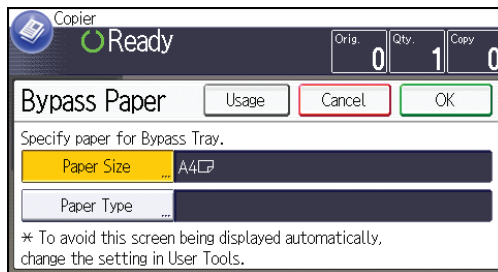 Copier
Ready
Orig. 0 Qty. 1 Copy 0
Bypass Paper Usage Cancel OK
Specify paper for Bypass Tray.
Paper Size ... A4
Paper Type ...
* To avoid this screen being displayed automatically,
change the setting in User Tools.